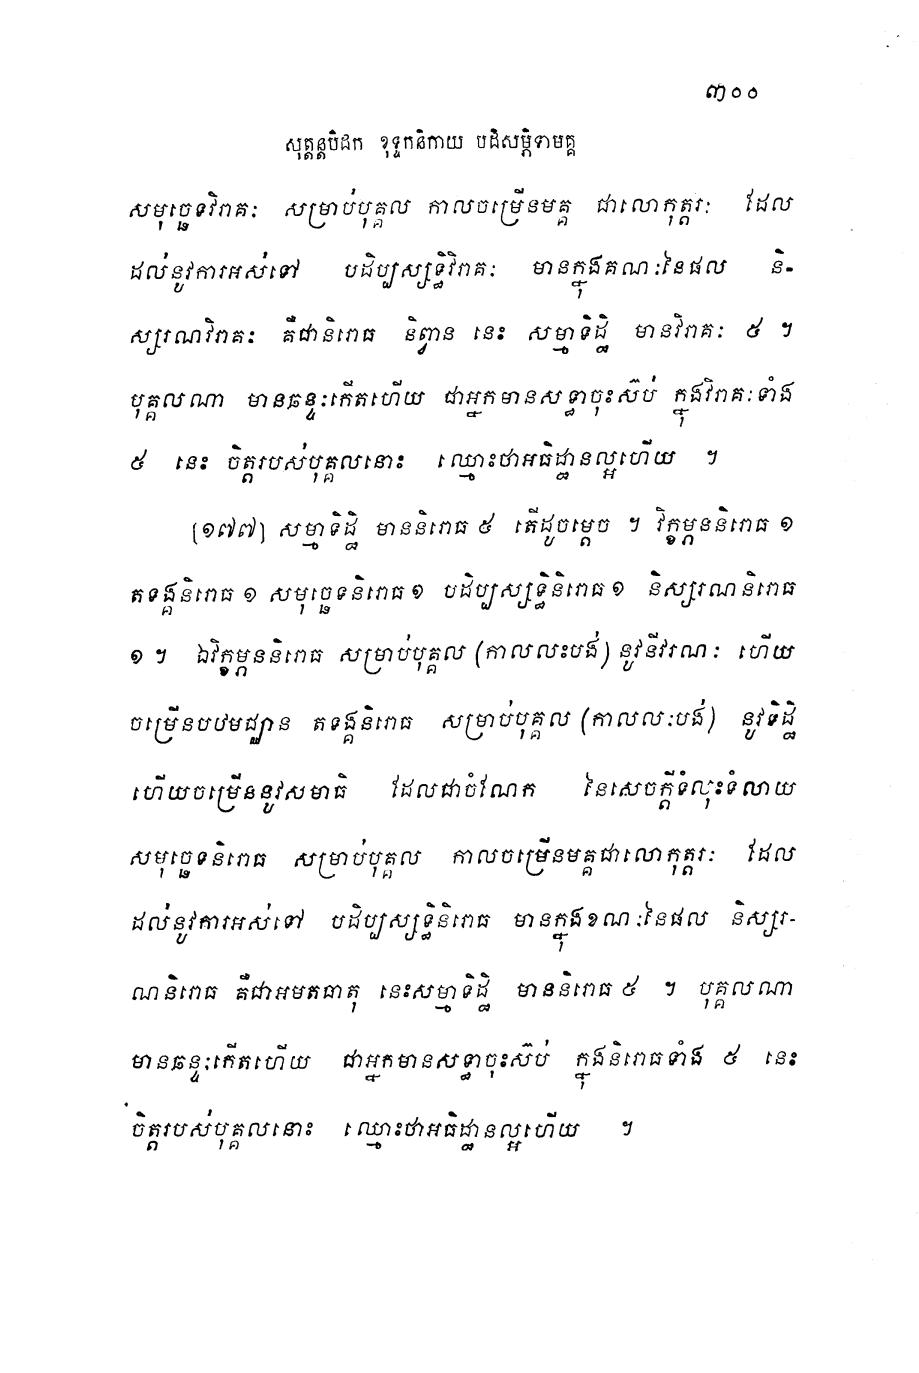 ៣០០
សុត្តន្តបិដក ខុទ្ទកនិកាយ បដិសម្ភិទាមគ្គ
សមុច្ឆេទវិរាគៈ សម្រាប់បុគ្គល កាលចម្រើនមគ្គ ជាលោកុត្តរៈ ដែល
ដល់នូវការអស់ទៅ បដិប្បស្សទ្ធិវិរាគៈ មានក្នុងគណៈនៃផល និ-
ស្សរណវិរាគៈ គឺជានិរោធ និព្វាន នេះ សម្មាទិដ្ឋិ មានវិរាគៈ ៥ ។
បុគ្គលណា មានឆន្ទៈកើតហើយ ជាអ្នកមានសទ្ធាចុះស៊ប់ ក្នុងវិរាគៈទាំង
៥ នេះ ចិត្តរបស់បុគ្គលនោះ ឈ្មោះថាអធិដ្ឋានល្អហើយ ។
[១៧៧] សម្មាទិដ្ឋិ មាននិរោធ ៥ តើដូចម្តេច ។ វិក្ខម្ភននិរោធ ១
តទង្គនិរោធ ១ សមុច្ឆេទនិរោធ ១ បដិប្បស្សទ្ធិនិរោធ ១ និស្សរណនិរោធ
១ ។ ឯវិក្ខម្ភននិរោធ សម្រាប់បុគ្គល (កាលលះបង់) នូវនីវរណៈ ហើយ
ចម្រើនបឋមជ្ឈាន តទង្គនិរោធ សម្រាប់បុគ្គល (កាលលៈបង់) នូវទិដ្ឋិ
ហើយចម្រើននូវសមាធិ ដែលជាចំណែក នៃសេចក្តីទំលុះទំលាយ
សមុច្ឆេទនិរោធ សម្រាប់បុគ្គល កាលចម្រើនមគ្គជាលោកុត្តរៈ ដែល
ដល់នូវការអស់ទៅ បដិប្បស្សទ្ធិនិរោធ មានក្នុងខណៈនៃផល និស្សរ-
ណនិរោធ គឺជាអមតធាតុ នេះសម្មាទិដ្ឋិ មាននិរោធ ៥ ។ បុគ្គលណា
មានឆន្ទៈកើតហើយ ជាអ្នកមានសទ្ធាចុះស៊ប់ ក្នុងនិរោធទាំង ៥ នេះ
ចិត្តរបស់បុគ្គលនោះ ឈ្មោះថាអធិដ្ឋានល្អហើយ ។